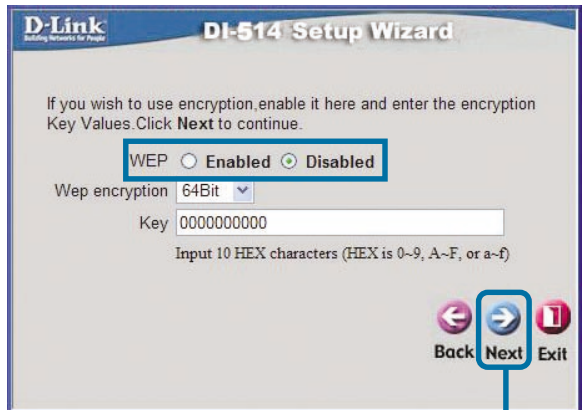 D-Link
Building Networks for People
DI-514 Setup Wizard
If you wish to use encryption,enable it here and enter the encryption
Key Values.Click Next to continue.
WEP Enabled Disabled
Wep encryption 64Bit
Key 0000000000
Input 10 HEX characters (HEX is 0~9, A~F, or a~f)
Back Next Exit